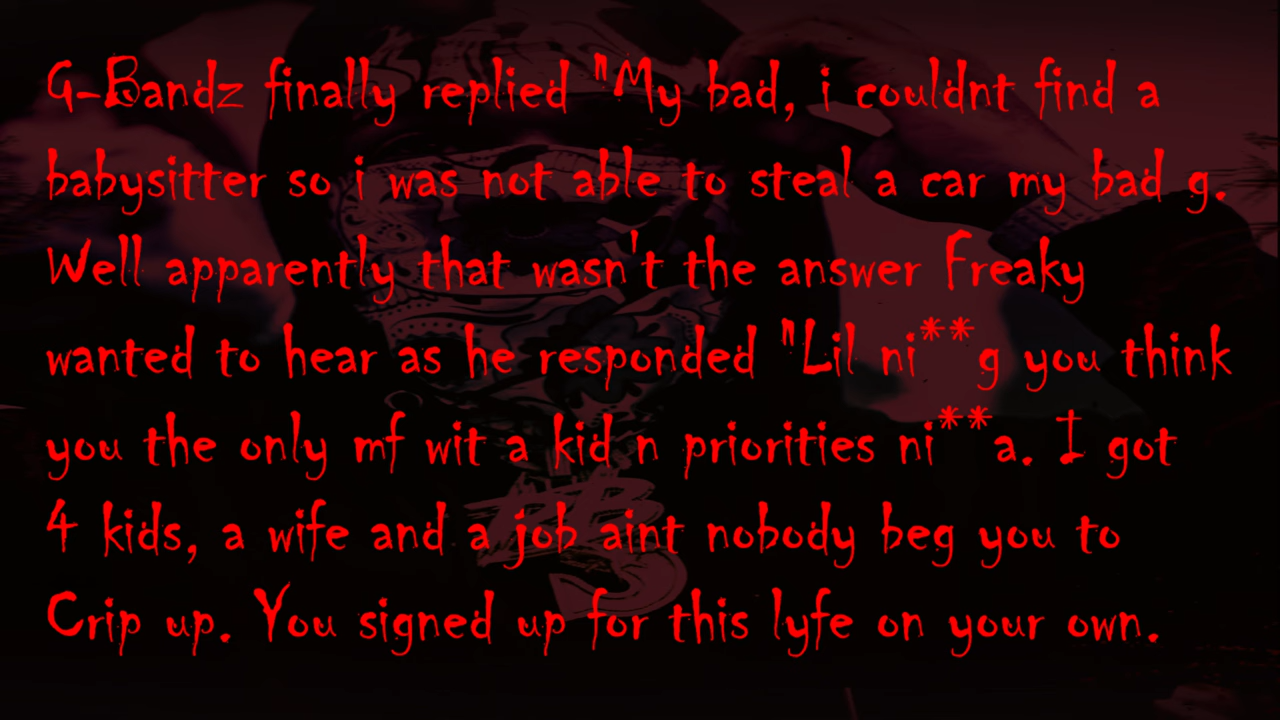 G-Bandz finally replied "My bad, i couldnt find a
babysitter so i was not able to steal a car my bad g.
Well apparently that wasn't the answer Freaky
wanted to hear as he responded "Lil ni**g you think
you the only mf wit a kid n priorities ni**a. I got
4 kids, a wife and a job aint nobody beg you to
Crip up. You signed up for this lyfe on your own.